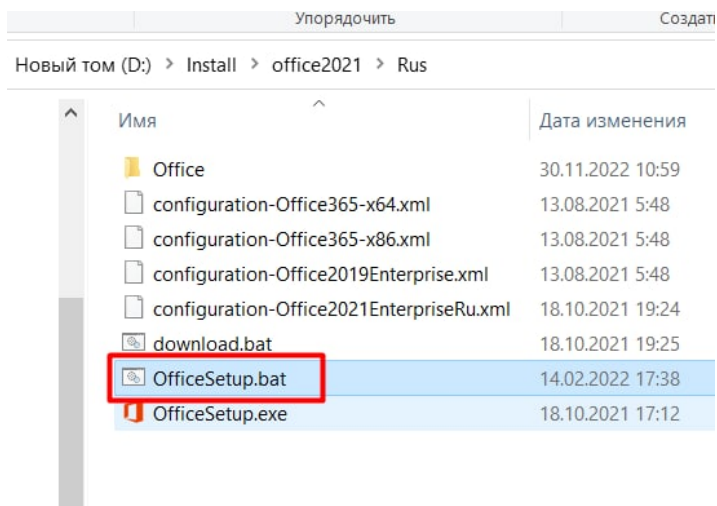 Упорядочить Создать
Новый том (D:) > Install > office2021 > Rus
Имя Дата изменения
Office 30.11.2022 10:59
configuration-Office365-x64.xml 13.08.2021 5:48
configuration-Office365-x86.xml 13.08.2021 5:48
configuration-Office2019Enterprise.xml 13.08.2021 5:48
configuration-Office2021EnterpriseRu.xml 18.10.2021 19:24
download.bat 18.10.2021 19:25
OfficeSetup.bat 14.02.2022 17:38
OfficeSetup.exe 18.10.2021 17:12